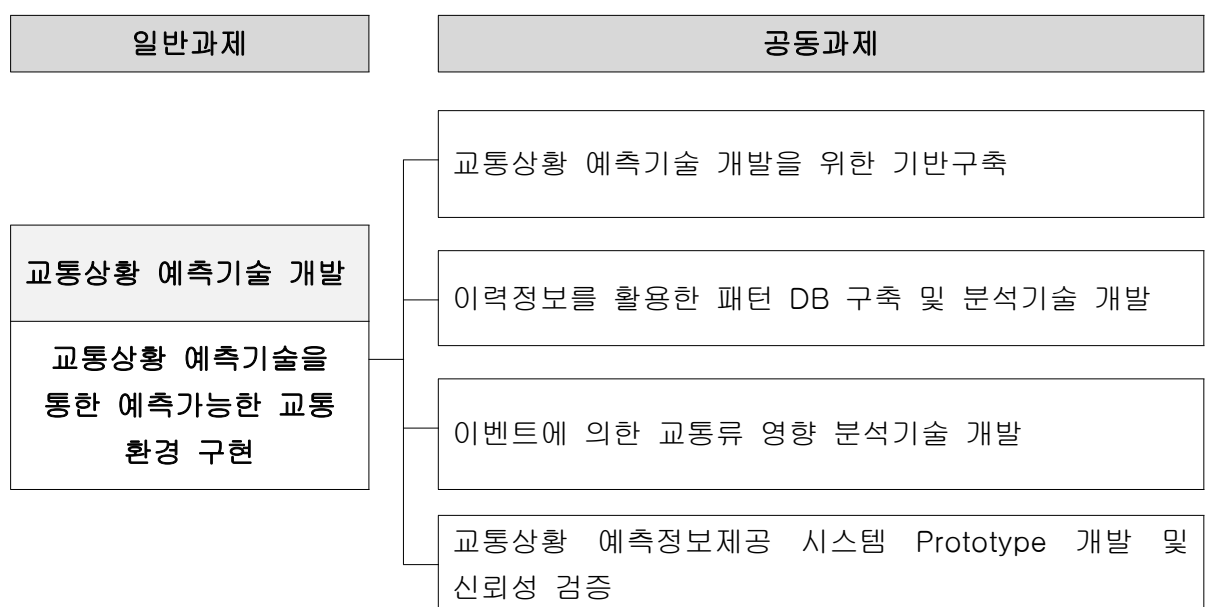 일반과제
공동과제
교통상황 예측기술 개발
교통상황 예측기술을
통한 예측가능한 교통
환경 구현
교통상황 예측기술 개발을 위한 기반구축
이력정보를 활용한 패턴 DB 구축 및 분석기술 개발
이벤트에 의한 교통류 영향 분석기술 개발
교통상황 예측정보제공 시스템 Prototype 개발 및
신뢰성 검증